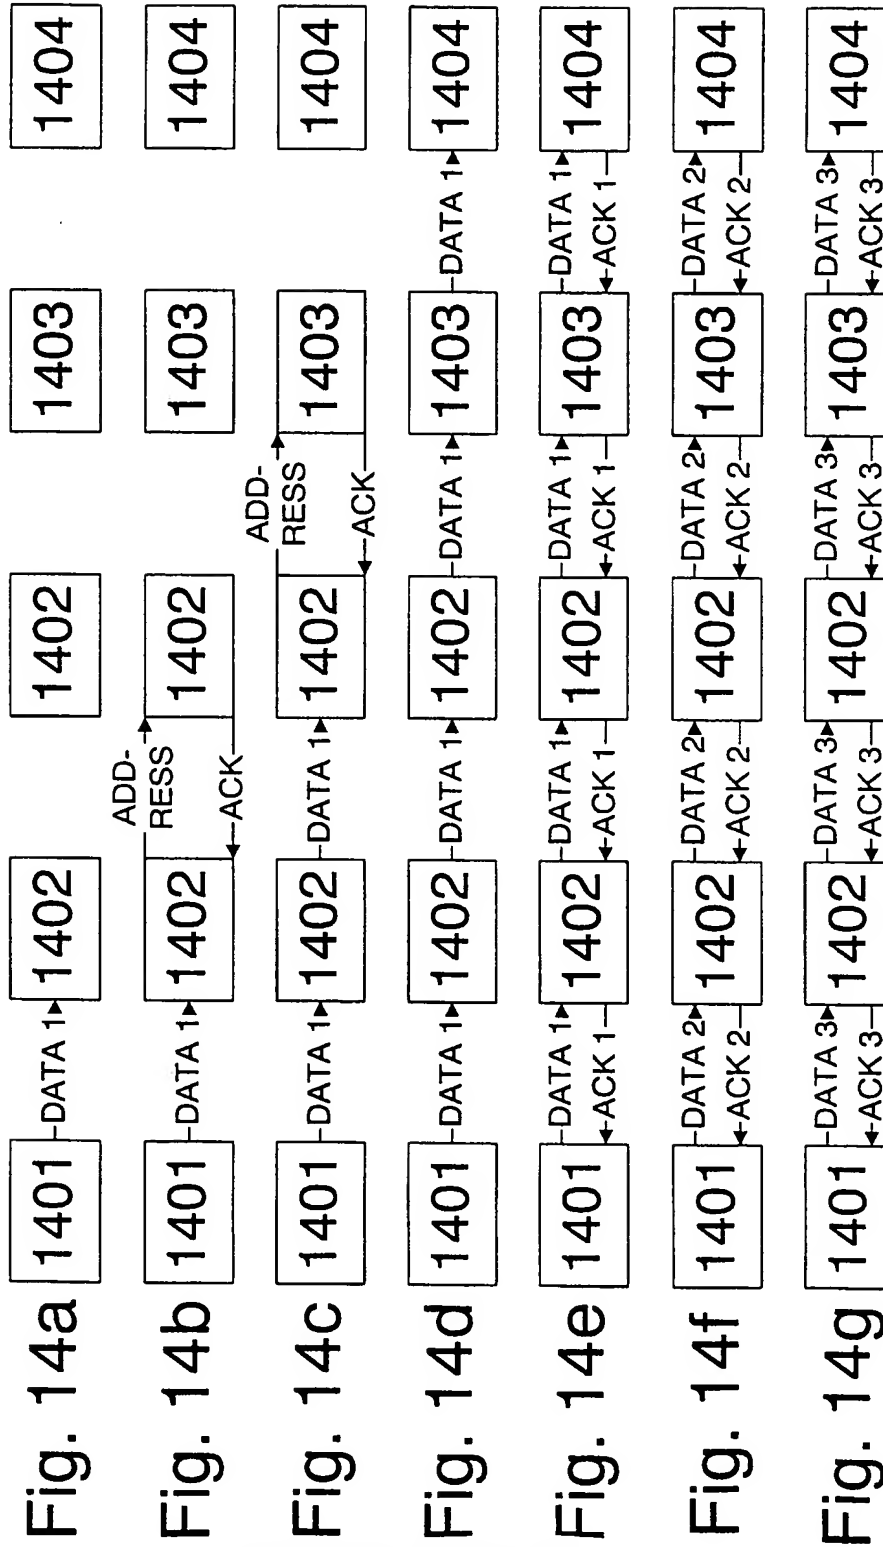 Fig. 14a 1401 DATA 1 1402 1402 1403 1404
Fig. 14b 1401 DATA 1 1402 ADD-
RESS ACK 1402 1403 1404
Fig. 14c 1401 DATA 1 1402 DATA 1 1402 ADD-
RESS ACK 1403 1404
Fig. 14d 1401 DATA 1 1402 DATA 1 1402 DATA 1 1403 DATA 1 1404
Fig. 14e 1401 DATA 1 1402 DATA 1 1402 DATA 1 1403 DATA 1 1404
ACK 1 ACK 1 ACK 1 ACK 1
Fig. 14f 1401 DATA 2 1402 DATA 2 1402 DATA 2 1403 DATA 2 1404
ACK 2 ACK 2 ACK 2 ACK 2
Fig. 14g 1401 DATA 3 1402 DATA 3 1402 DATA 3 1403 DATA 3 1404
ACK 3 ACK 3 ACK 3 ACK 3